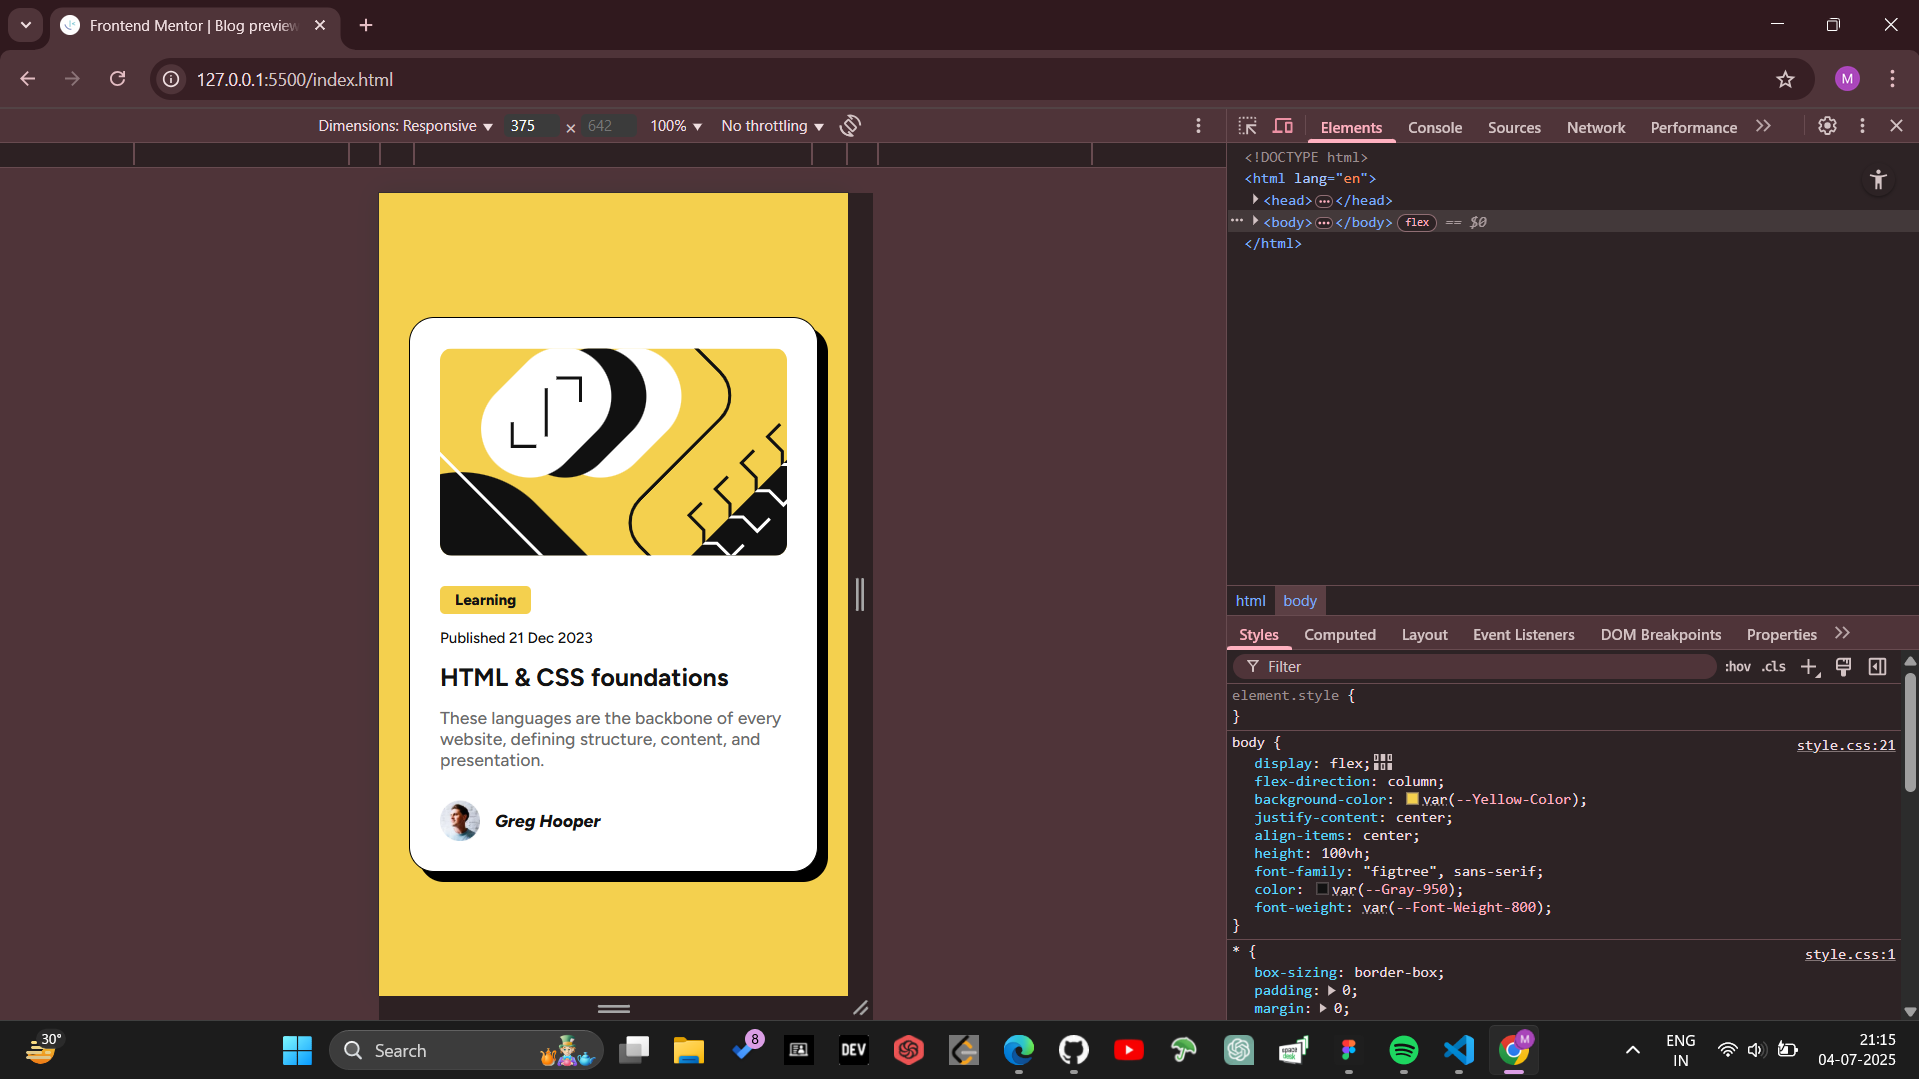 Frontend Mentor | Blog preview
127.0.0.1:5500/index.html
M
Dimensions: Responsive 375 × 642 100% No throttling
Elements Console Sources Network Performance
<!DOCTYPE html>
<html lang="en">
<head> ••• </head>
••• <body> ••• </body> flex == $0
</html>
Learning
Published 21 Dec 2023
HTML & CSS foundations
These languages are the backbone of every
website, defining structure, content, and
presentation.
Greg Hooper
html body
Styles Computed Layout Event Listeners DOM Breakpoints Properties
Filter :hov .cls
element.style {
}
body { style.css:21
display: flex;
flex-direction: column;
background-color: var(--Yellow-Color);
justify-content: center;
align-items: center;
height: 100vh;
font-family: "figtree", sans-serif;
color: var(--Gray-950);
font-weight: var(--Font-Weight-800);
}
* { style.css:1
box-sizing: border-box;
padding: 0;
margin: 0;
30°
Search
8
DEV
M
ENG
IN
21:15
04-07-2025